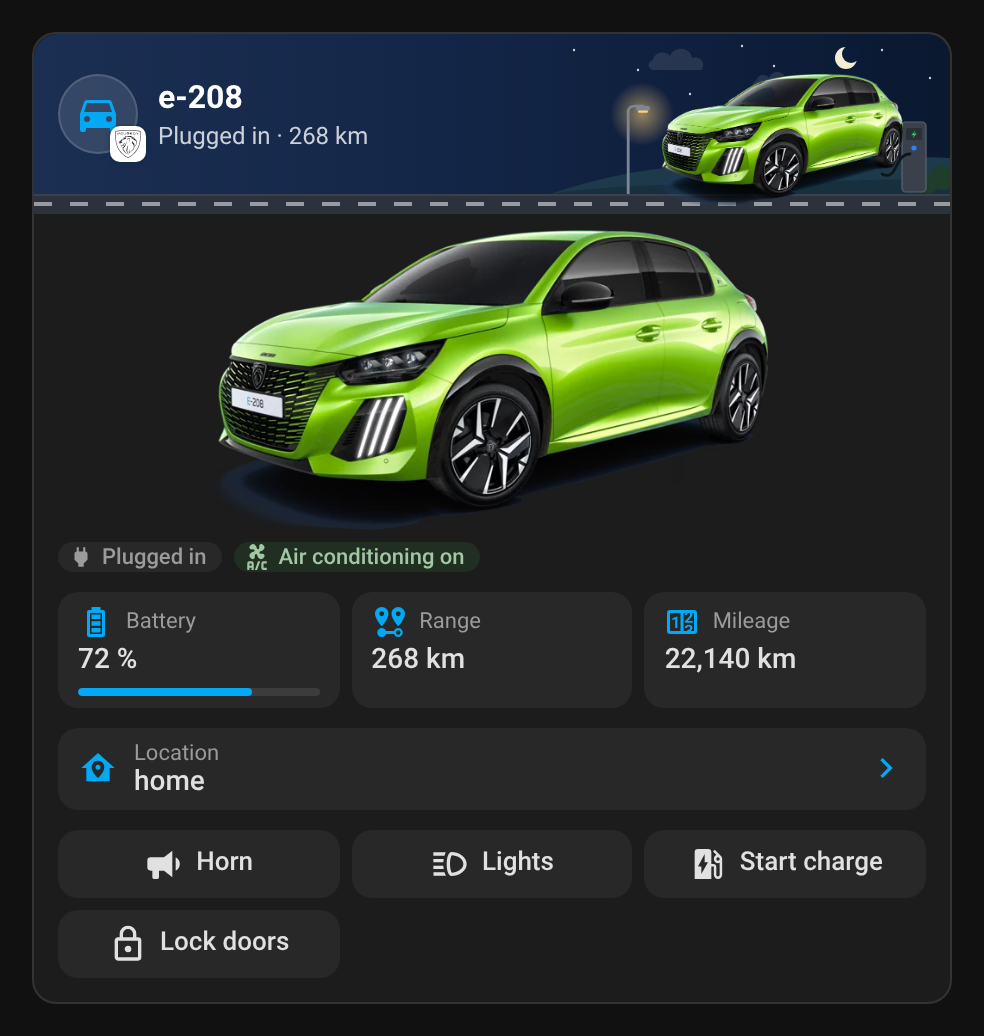 e-208
Plugged in · 268 km
PEUGEOT
E-208
Plugged in
A/C Air conditioning on
Battery
72 %
Range
268 km
Mileage
22,140 km
Location
home
Horn
Lights
Start charge
Lock doors